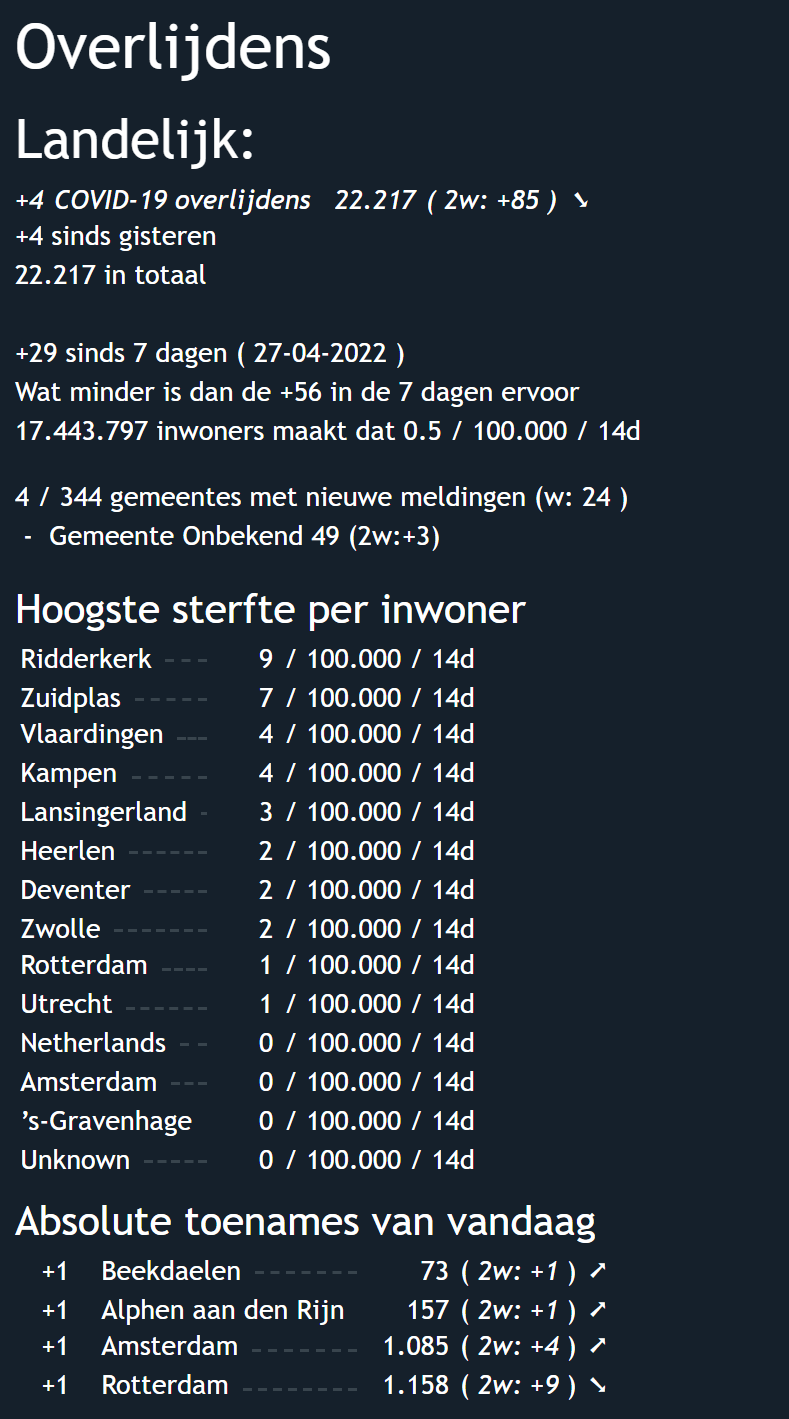 Overlijdens
Landelijk:
+4 COVID-19 overlijdens 22.217 ( 2w: +85 ) ➘
+4 sinds gisteren
22.217 in totaal
+29 sinds 7 dagen ( 27-04-2022 )
Wat minder is dan de +56 in de 7 dagen ervoor
17.443.797 inwoners maakt dat 0.5 / 100.000 / 14d
4 / 344 gemeentes met nieuwe meldingen (w: 24 )
- Gemeente Onbekend 49 (2w:+3)
Hoogste sterfte per inwoner
Ridderkerk --- 9 / 100.000 / 14d
Zuidplas ----- 7 / 100.000 / 14d
Vlaardingen --- 4 / 100.000 / 14d
Kampen ----- 4 / 100.000 / 14d
Lansingerland - 3 / 100.000 / 14d
Heerlen ------ 2 / 100.000 / 14d
Deventer ----- 2 / 100.000 / 14d
Zwolle ------- 2 / 100.000 / 14d
Rotterdam ---- 1 / 100.000 / 14d
Utrecht ------ 1 / 100.000 / 14d
Netherlands -- 0 / 100.000 / 14d
Amsterdam --- 0 / 100.000 / 14d
’s-Gravenhage 0 / 100.000 / 14d
Unknown ----- 0 / 100.000 / 14d
Absolute toenames van vandaag
+1 Beekdaelen -------- 73 ( 2w: +1 ) ➚
+1 Alphen aan den Rijn 157 ( 2w: +1 ) ➚
+1 Amsterdam -------- 1.085 ( 2w: +4 ) ➚
+1 Rotterdam --------- 1.158 ( 2w: +9 ) ➘